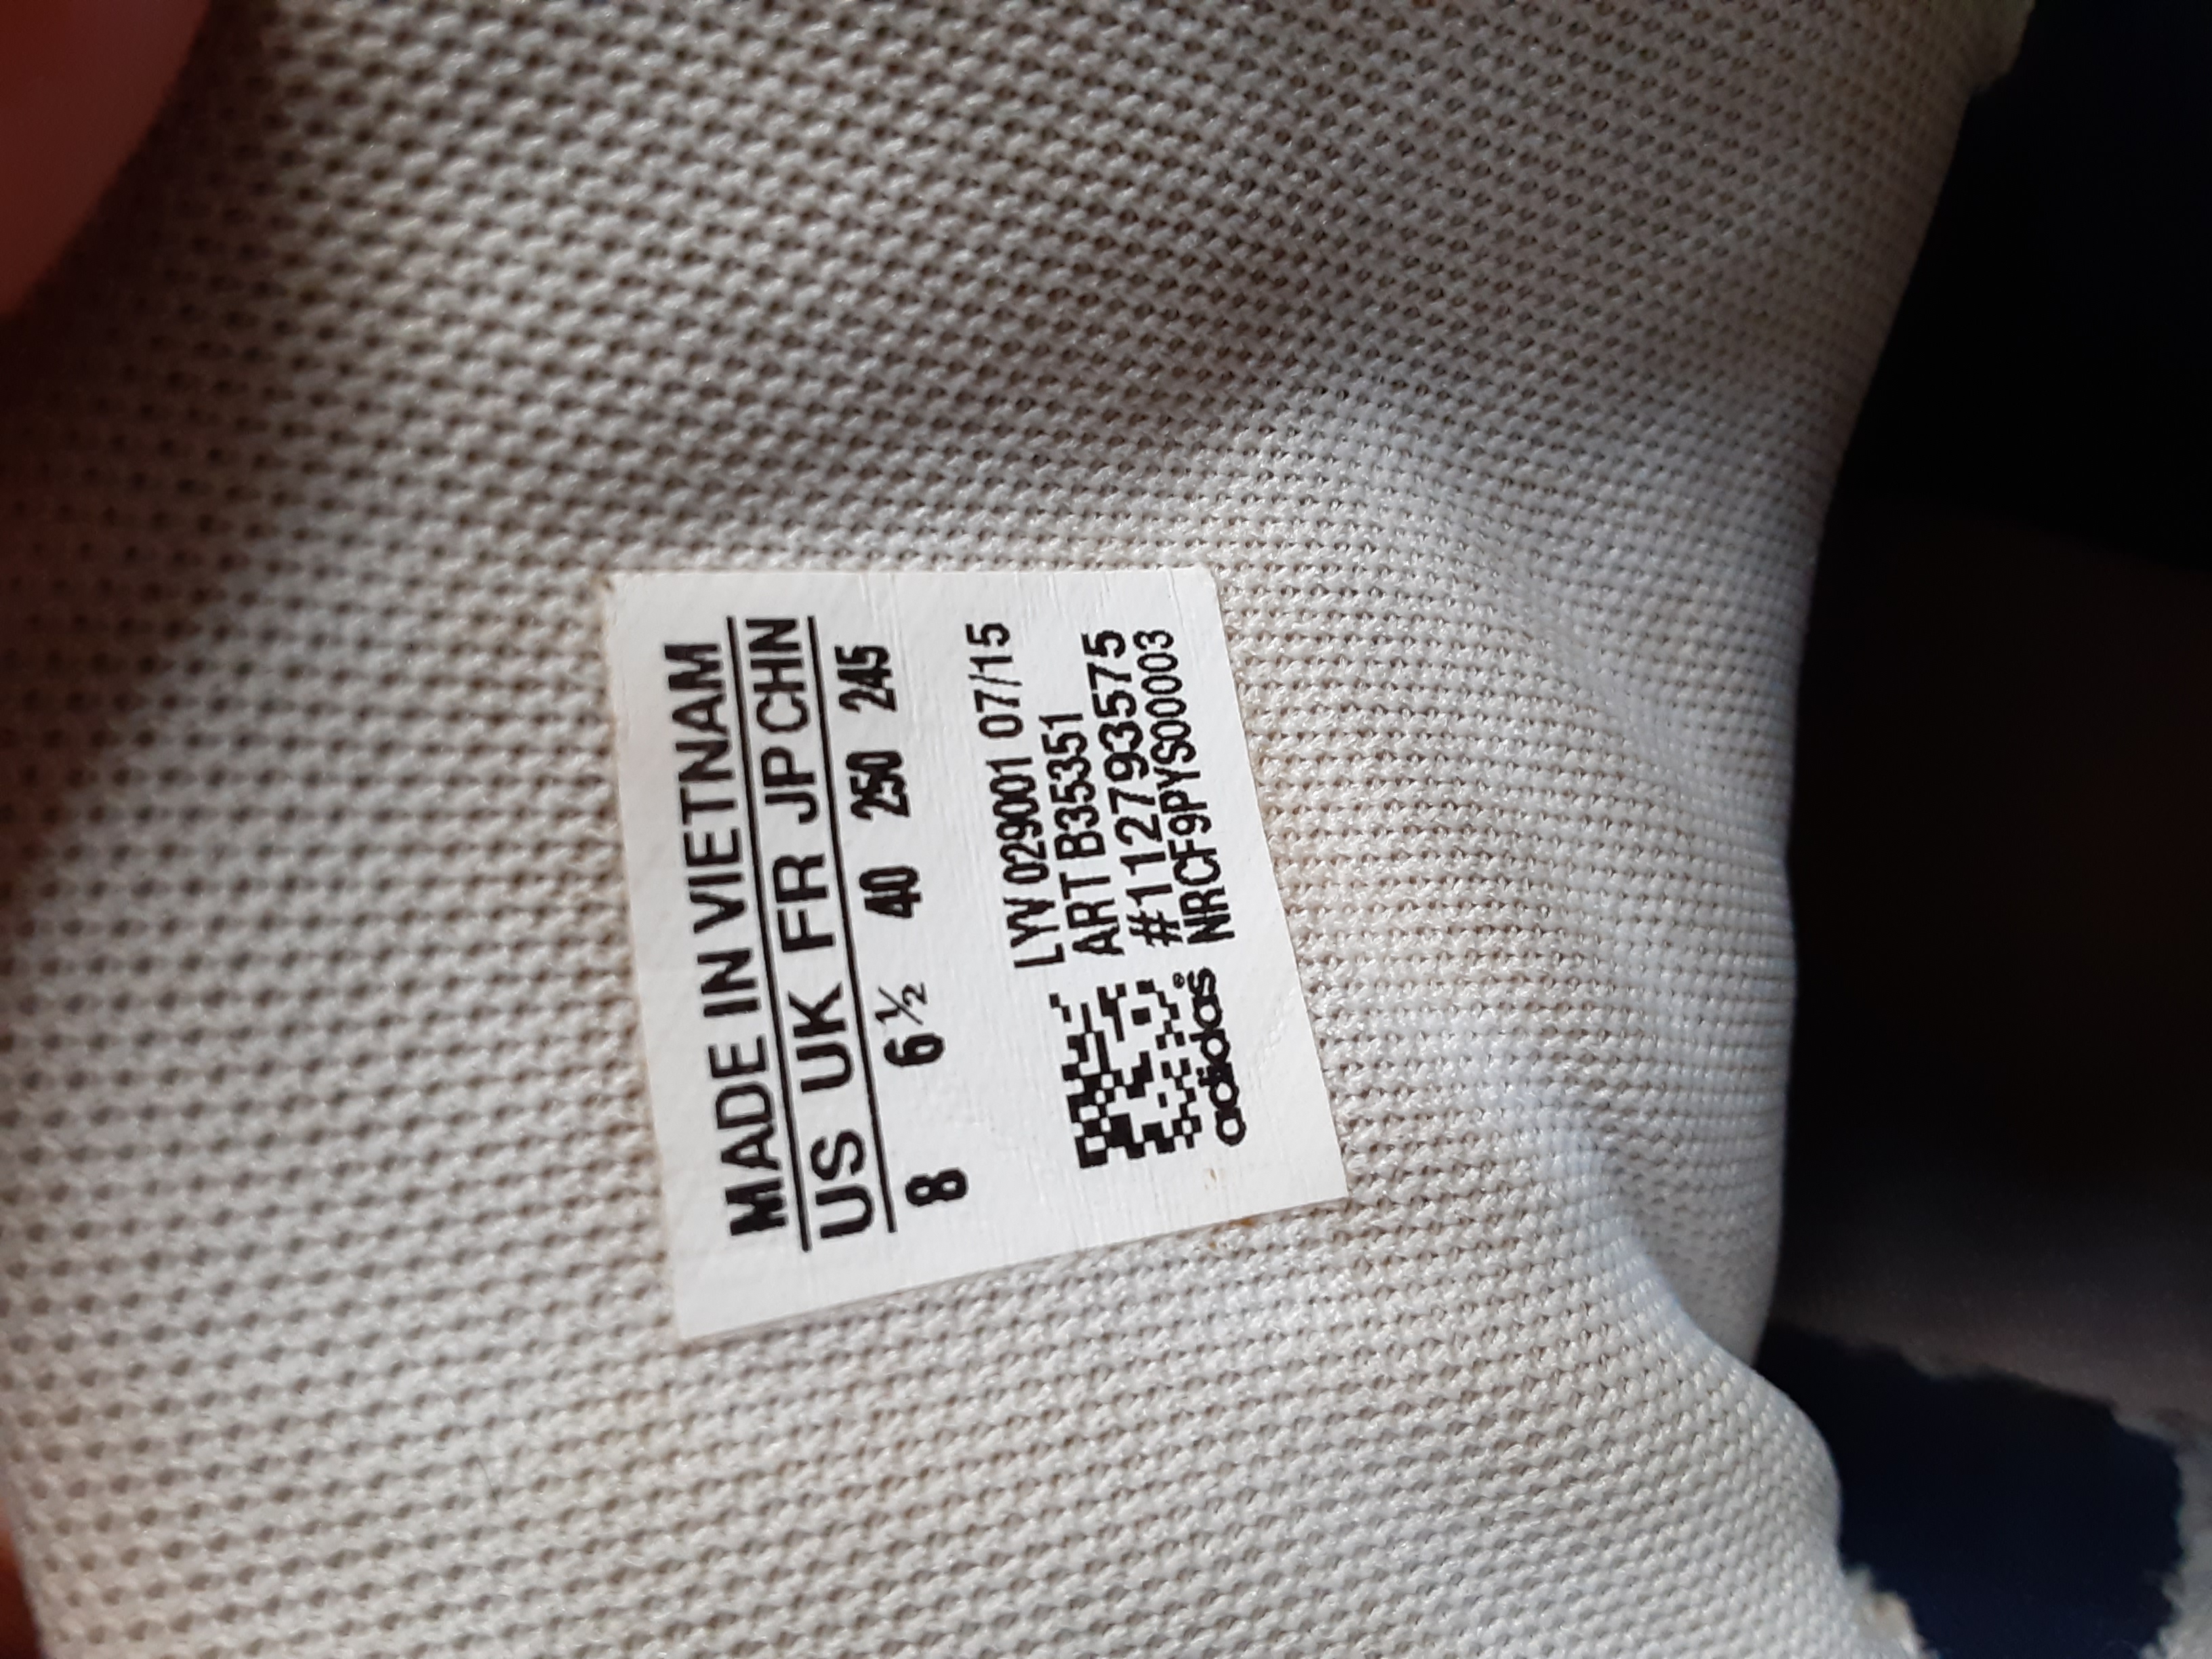 MADE IN VIETNAM
US UK FR JP CHN
8 6½ 40 250 245
LYV 029001 07/15
ART B35351
#112793575
adidas® NRCF9PYS00003